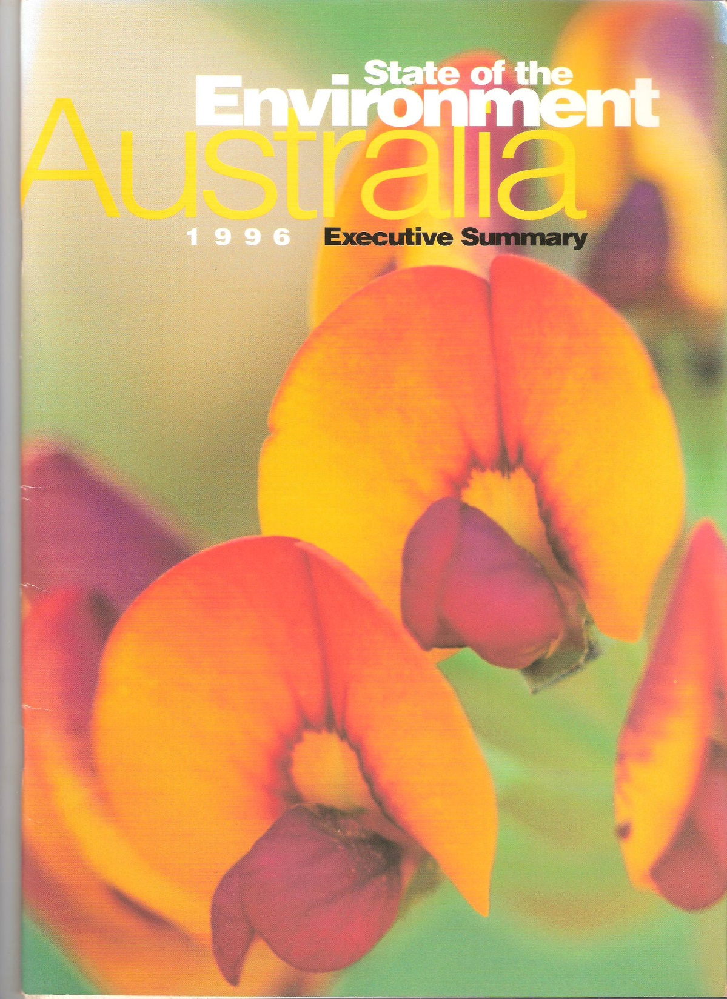 State of the
Environment
Australia
1996 Executive Summary